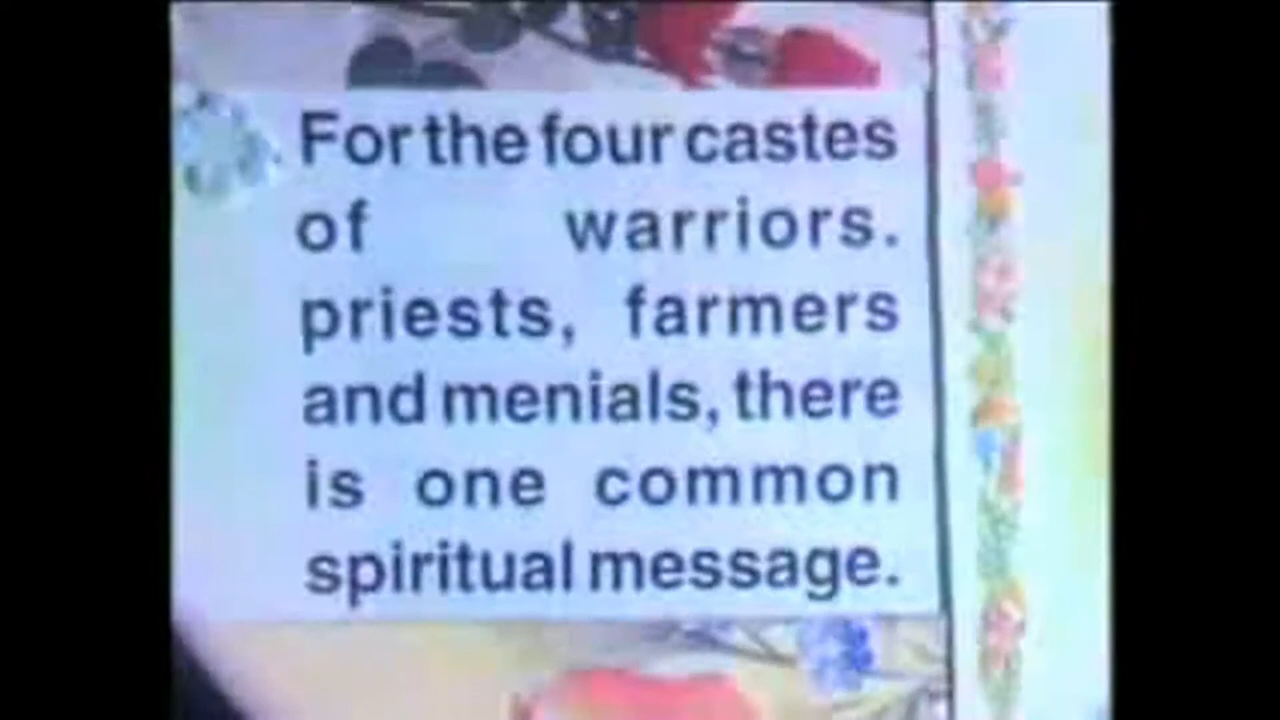 For the four castes
of warriors.
priests, farmers
and menials, there
is one common
spiritual message.